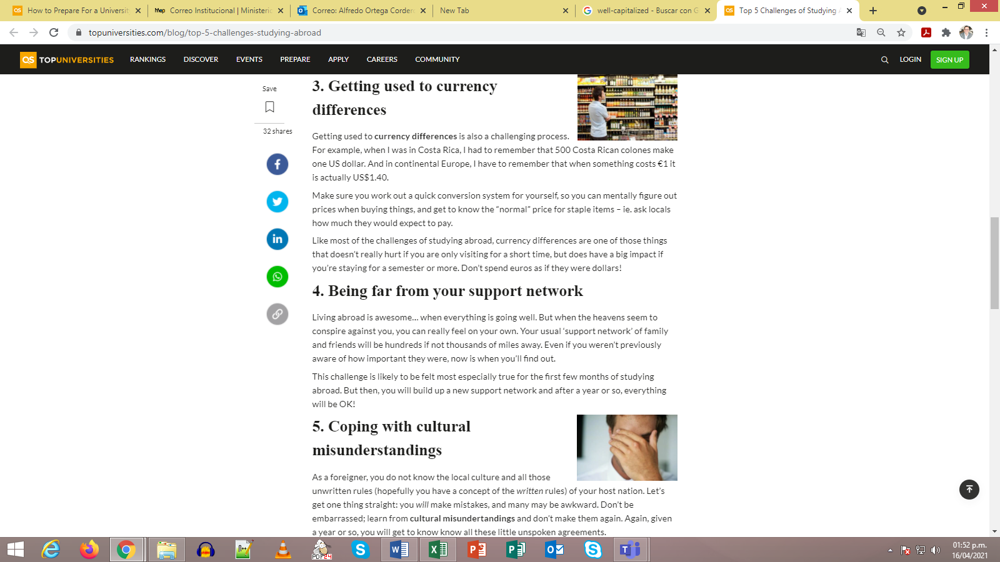 How to Prepare For a Universit
Correo Institucional | Ministeric
Correo: Alfredo Ortega Corder
New Tab
well-capitalized - Buscar con G
Top 5 Challenges of Studying
topuniversities.com/blog/top-5-challenges-studying-abroad
QS TOPUNIVERSITIES RANKINGS DISCOVER EVENTS PREPARE APPLY CAREERS COMMUNITY LOGIN SIGN UP
Save
32 shares
3. Getting used to currency
differences
Getting used to currency differences is also a challenging process.
For example, when I was in Costa Rica, I had to remember that 500 Costa Rican colones make
one US dollar. And in continental Europe, I have to remember that when something costs €1 it
is actually US$1.40.
Make sure you work out a quick conversion system for yourself, so you can mentally figure out
prices when buying things, and get to know the “normal” price for staple items – ie. ask locals
how much they would expect to pay.
Like most of the challenges of studying abroad, currency differences are one of those things
that doesn’t really hurt if you are only visiting for a short time, but does have a big impact if
you’re staying for a semester or more. Don’t spend euros as if they were dollars!
4. Being far from your support network
Living abroad is awesome... when everything is going well. But when the heavens seem to
conspire against you, you can really feel on your own. Your usual ‘support network’ of family
and friends will be hundreds if not thousands of miles away. Even if you weren’t previously
aware of how important they were, now is when you’ll find out.
This challenge is likely to be felt most especially true for the first few months of studying
abroad. But then, you will build up a new support network and after a year or so, everything
will be OK!
5. Coping with cultural
misunderstandings
As a foreigner, you do not know the local culture and all those
unwritten rules (hopefully you have a concept of the written rules) of your host nation. Let’s
get one thing straight: you will make mistakes, and many may be awkward. Don’t be
embarrassed; learn from cultural misundertandings and don’t make them again. Again, given
a year or so, you will get to know know all these little unspoken agreements.
PDF24
01:52 p.m.
16/04/2021